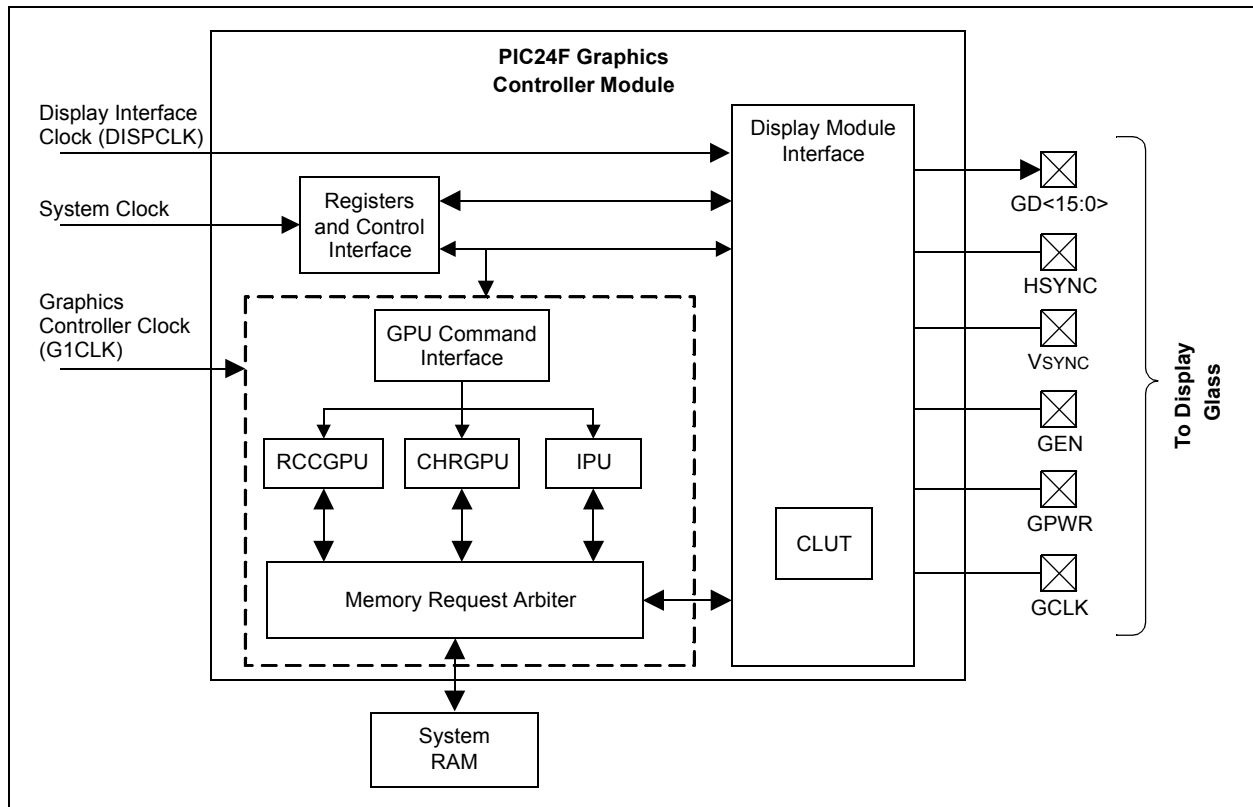 PIC24F Graphics
Controller Module
Display Interface
Clock (DISPCLK)
System Clock
Graphics
Controller Clock
(G1CLK)
Registers
and Control
Interface
GPU Command
Interface
RCCGPU
CHRGPU
IPU
Memory Request Arbiter
System
RAM
Display Module
Interface
CLUT
GD<15:0>
HSYNC
VSYNC
GEN
GPWR
GCLK
To Display
Glass